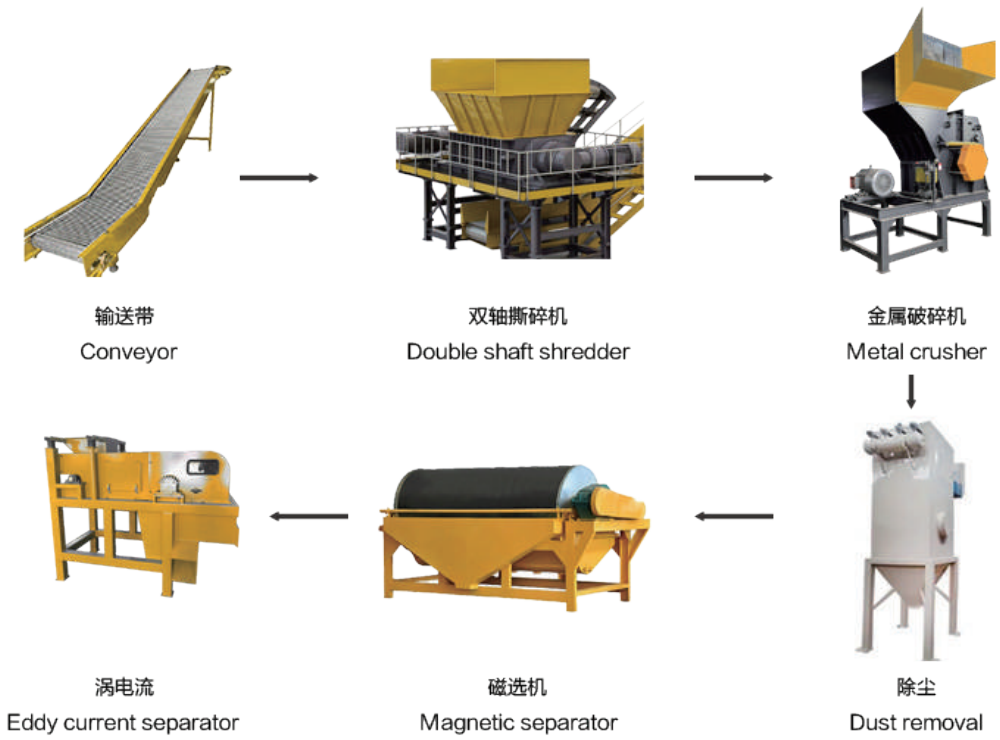 输送带
Conveyor
双轴撕碎机
Double shaft shredder
金属破碎机
Metal crusher
涡电流
Eddy current separator
磁选机
Magnetic separator
除尘
Dust removal